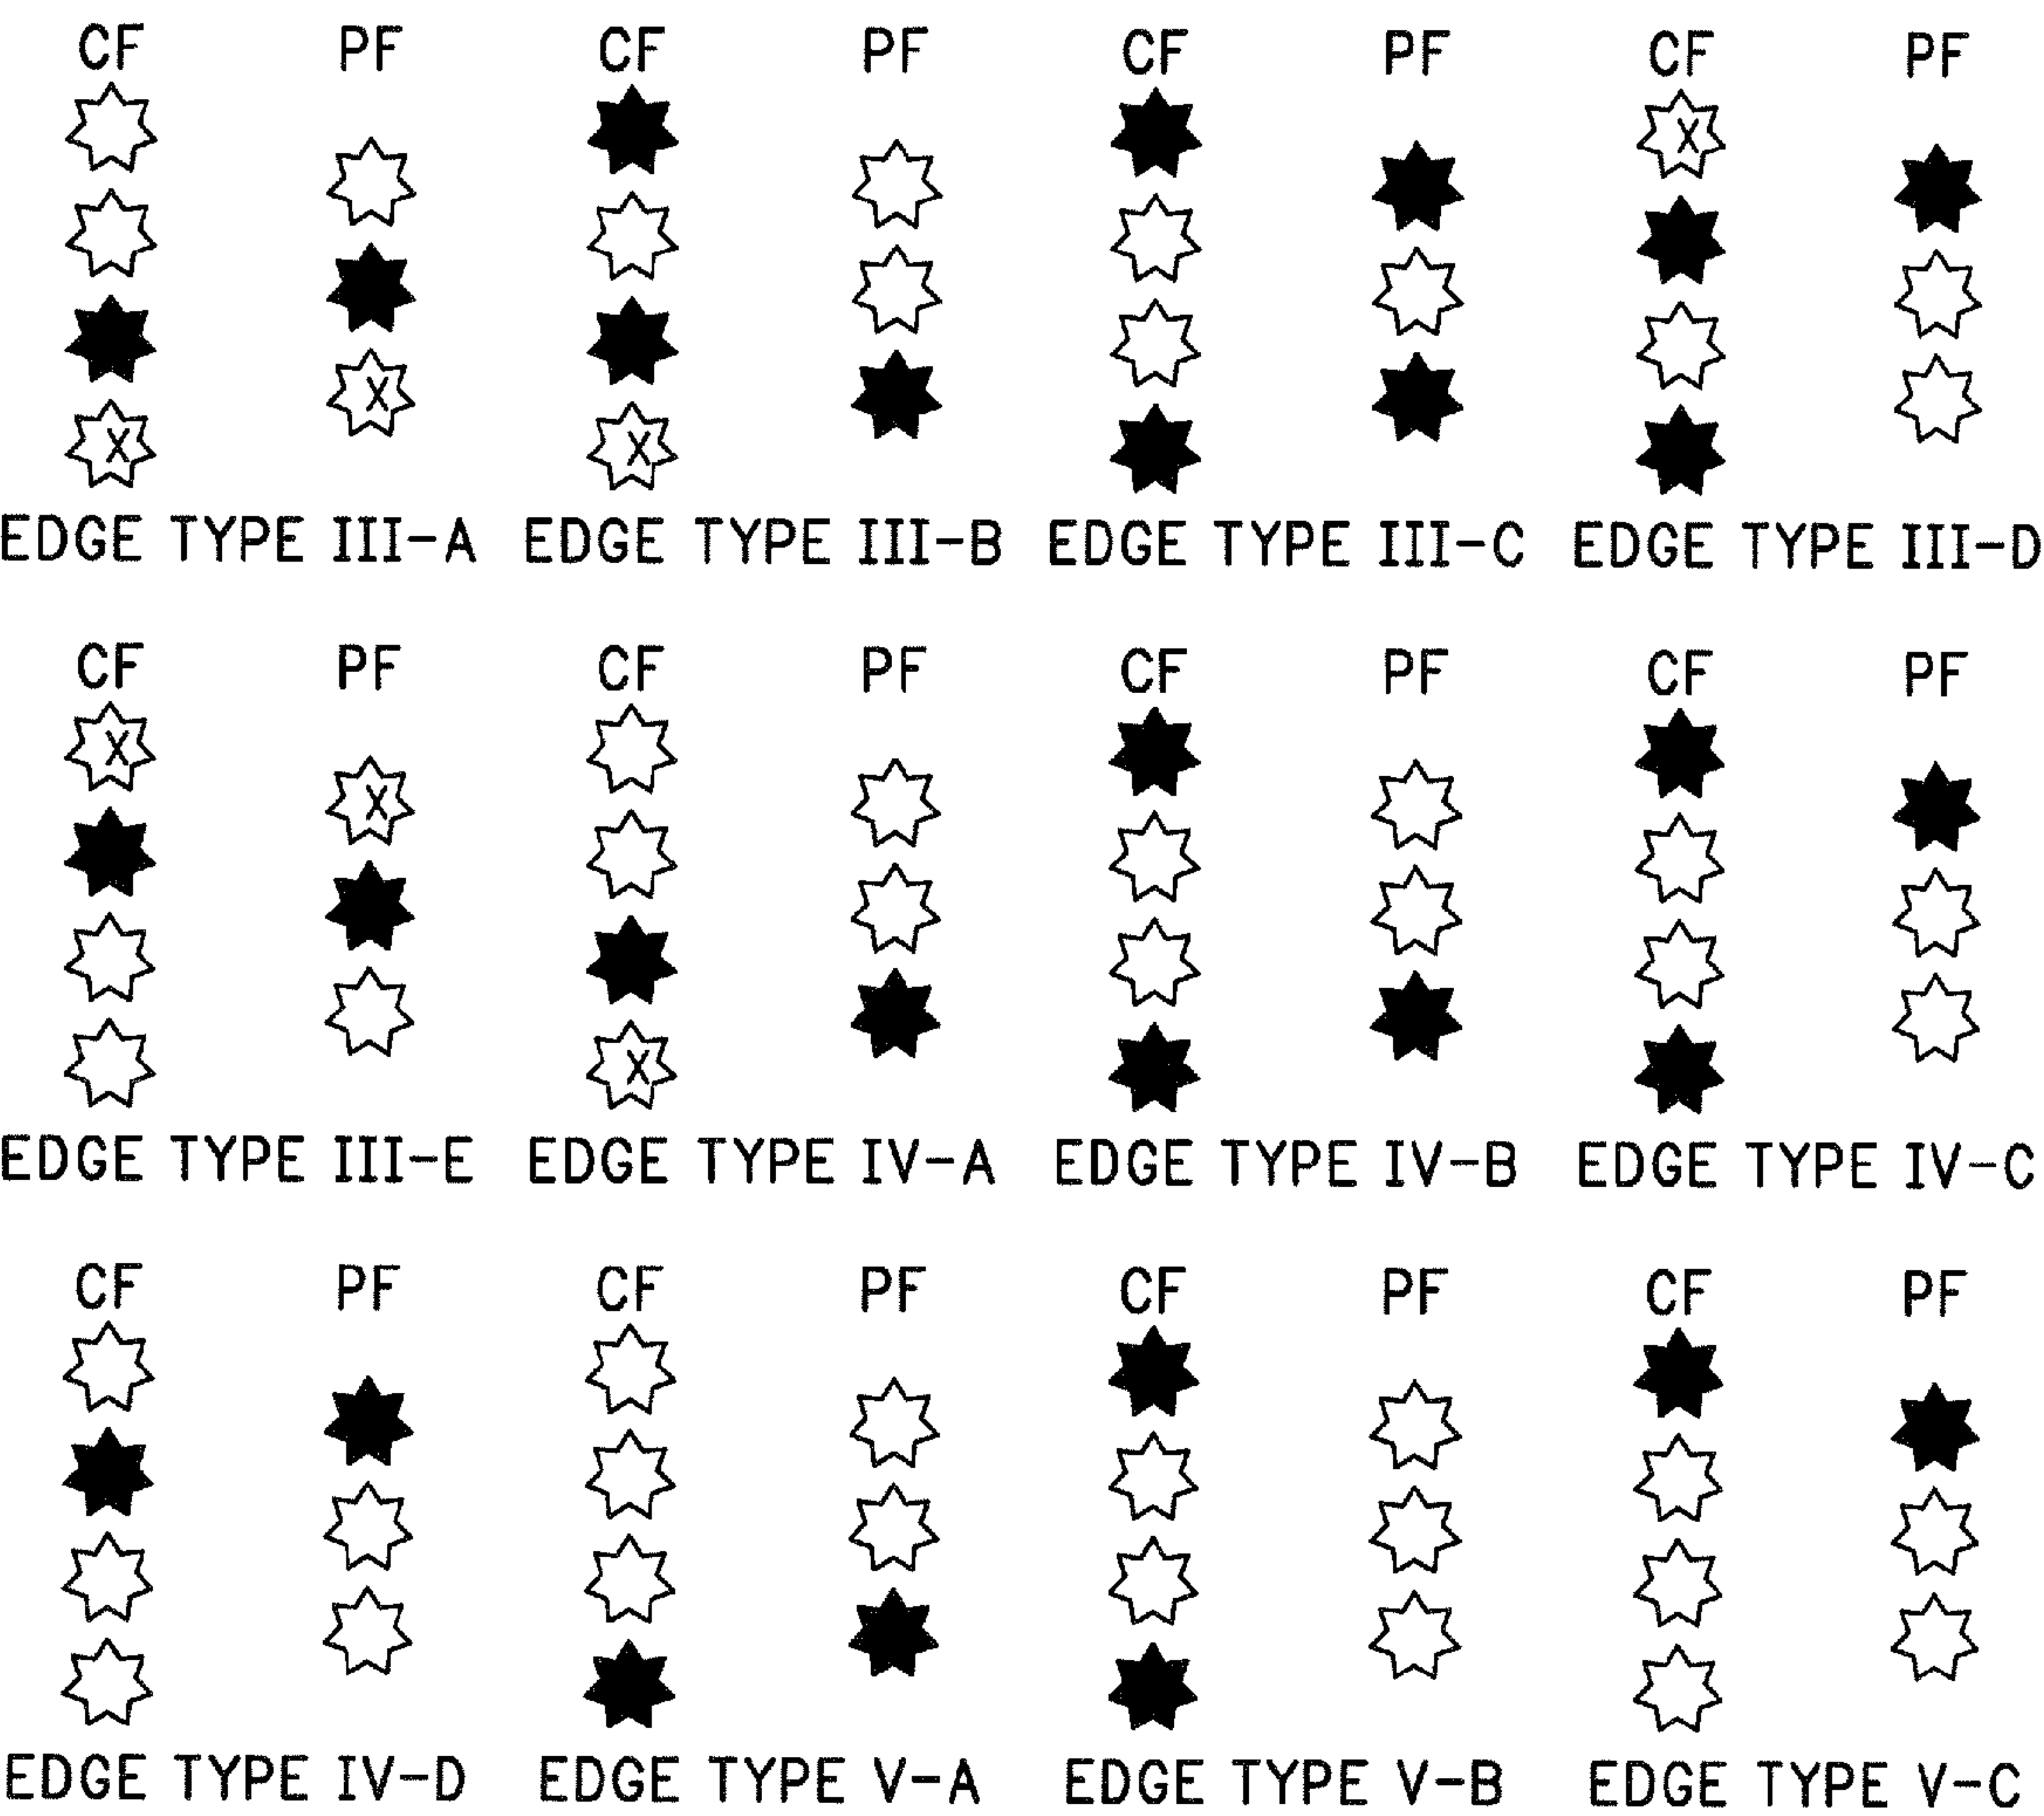 CF PF CF PF CF PF CF PF
X
X
X X
EDGE TYPE III-A EDGE TYPE III-B EDGE TYPE III-C EDGE TYPE III-D
CF PF CF PF CF PF CF PF
X
X
X
EDGE TYPE III-E EDGE TYPE IV-A EDGE TYPE IV-B EDGE TYPE IV-C
CF PF CF PF CF PF CF PF
EDGE TYPE IV-D EDGE TYPE V-A EDGE TYPE V-B EDGE TYPE V-C